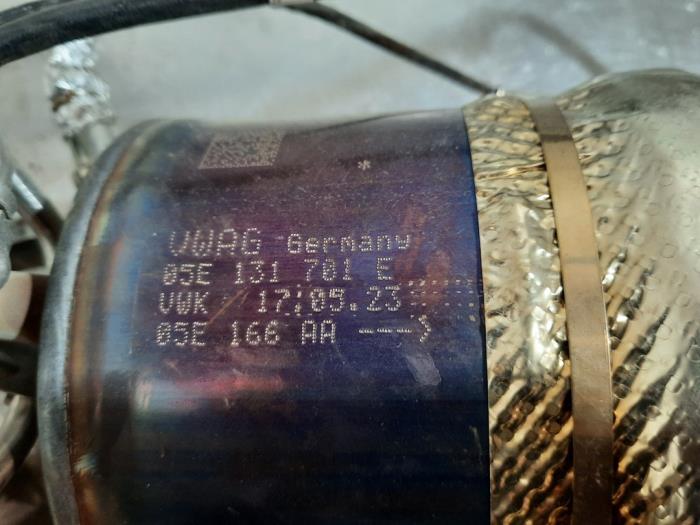 *
VWAG Germany
05E 131 701 E
VWK 17.05.23
05E 166 AA --->